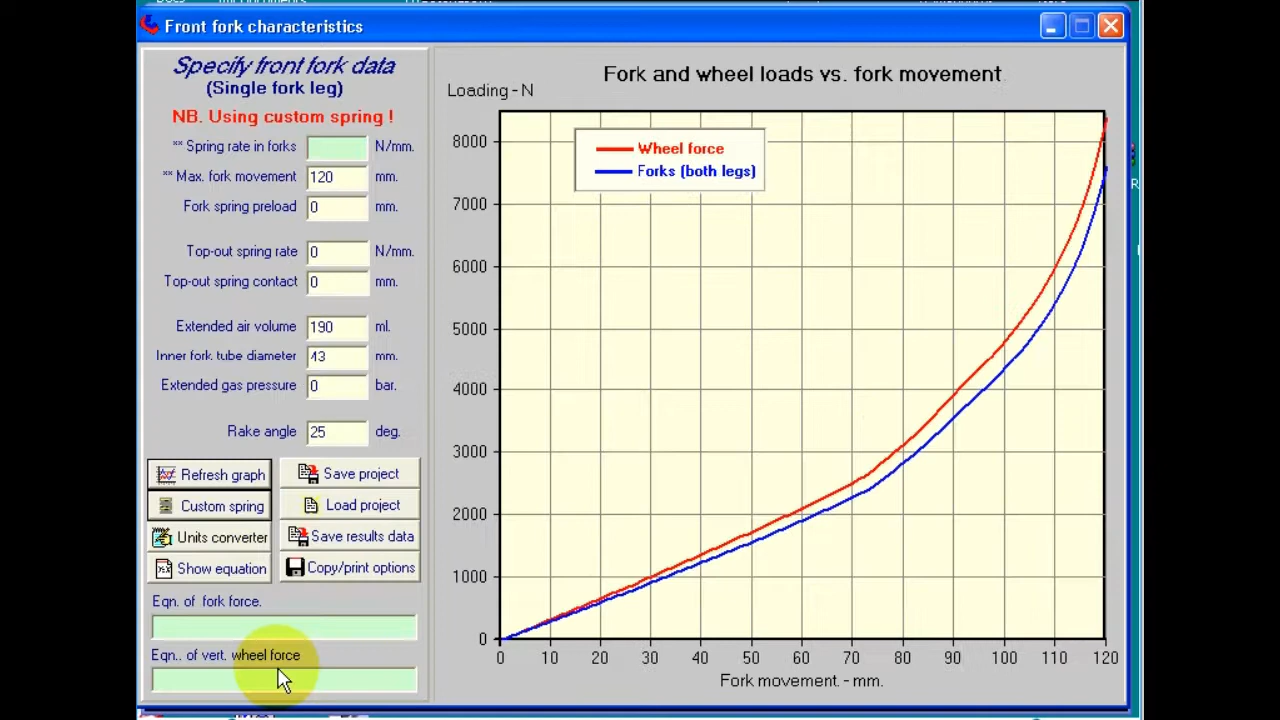 Front fork characteristics
Specify front fork data
(Single fork leg)
NB. Using custom spring !
** Spring rate in forks N/mm.
** Max. fork movement 120 mm.
Fork spring preload 0 mm.
Top-out spring rate 0 N/mm.
Top-out spring contact 0 mm.
Extended air volume 190 ml.
Inner fork tube diameter 43 mm.
Extended gas pressure 0 bar.
Rake angle 25 deg.
Refresh graph Save project
Custom spring Load project
Units converter Save results data
Show equation Copy/print options
Eqn. of fork force.
Eqn.. of vert. wheel force
Fork and wheel loads vs. fork movement
Loading - N
Wheel force
Forks (both legs)
8000
7000
6000
5000
4000
3000
2000
1000
0
0 10 20 30 40 50 60 70 80 90 100 110 120
Fork movement. - mm.